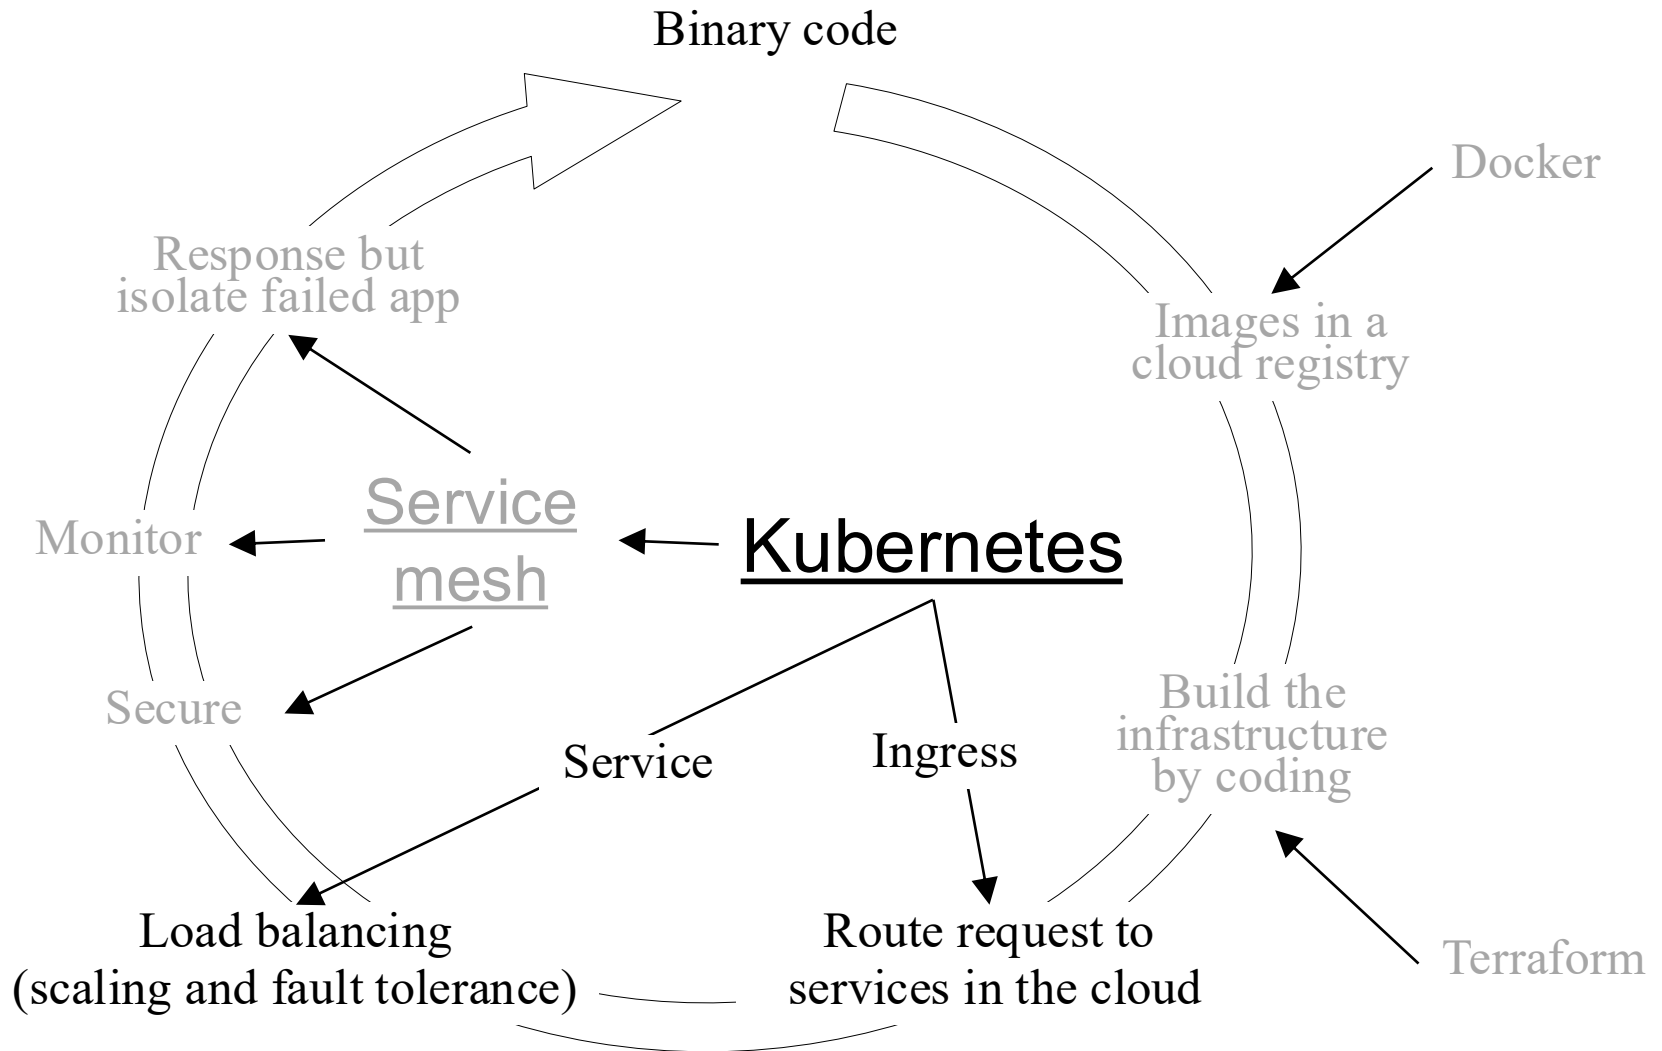 Binary code
Docker
Response but
isolate failed app
Images in a
cloud registry
Service
mesh
Kubernetes
Monitor
Secure
Build the
infrastructure
by coding
Service
Ingress
Load balancing
(scaling and fault tolerance)
Route request to
services in the cloud
Terraform